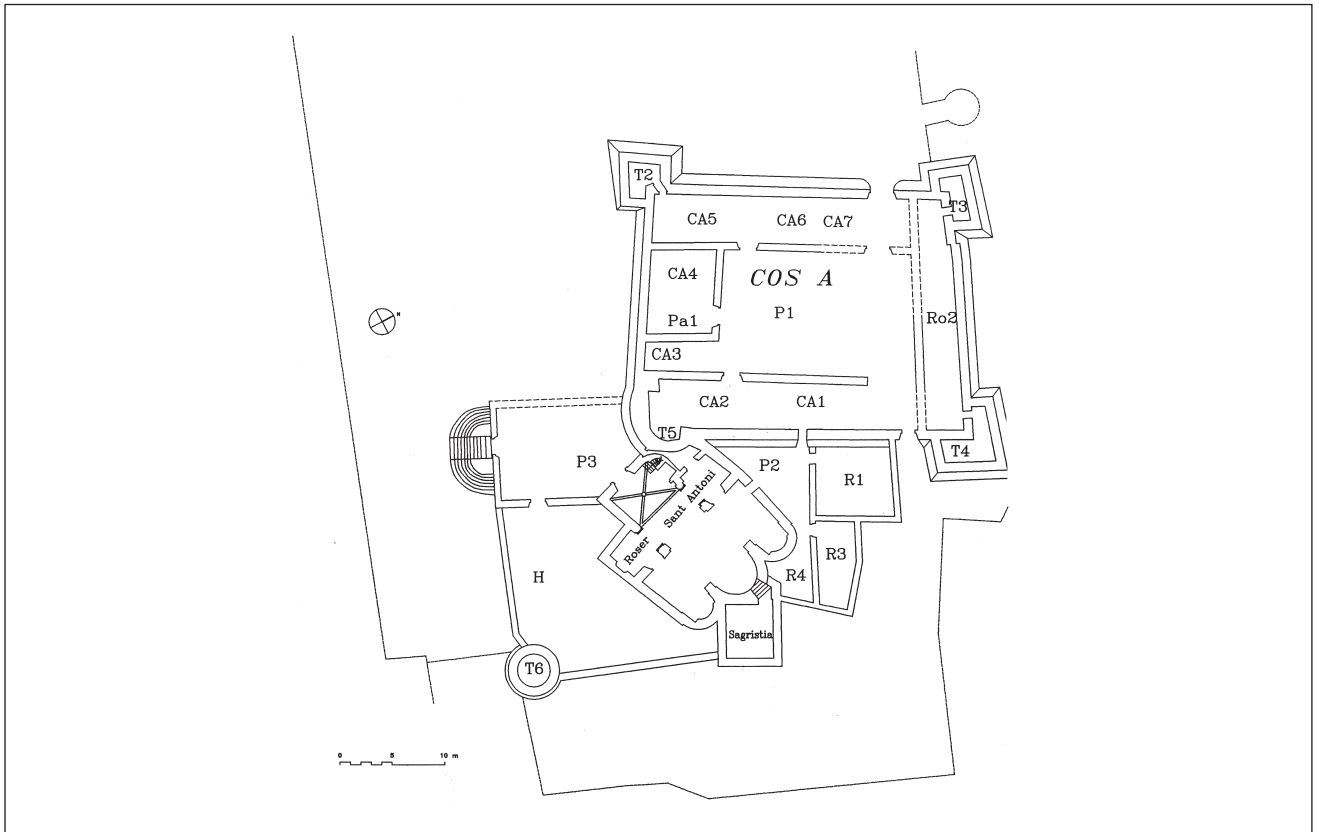 T2
T3
CA5 CA6 CA7
CA4
COS A
Pa1
P1
Ro2
N
CA3
CA2 CA1
T5
T4
P3
P2
R1
Sant Antoni
Roser
R3
R4
H
Sagristia
T6
0 5 10 m